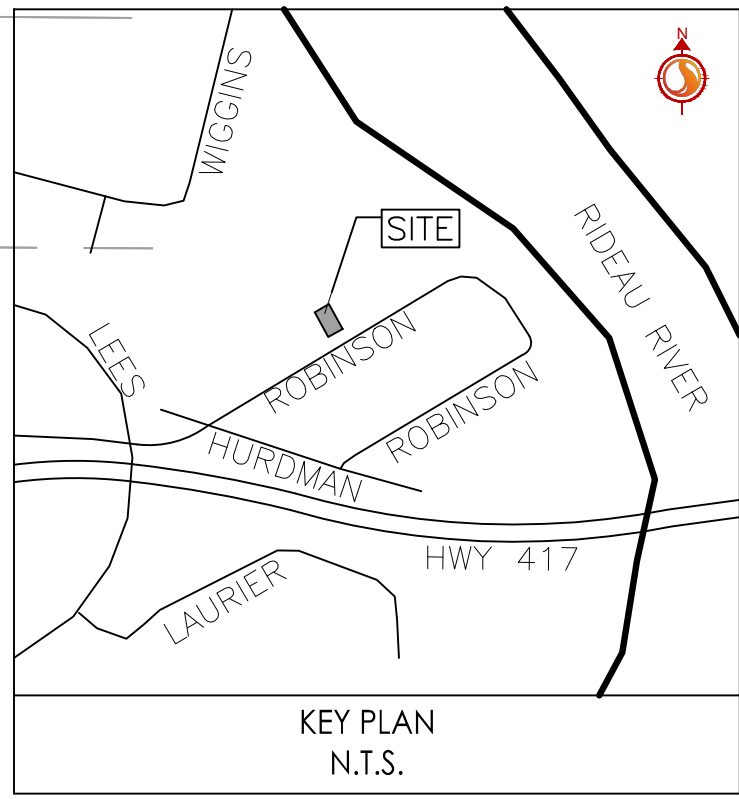 N
WIGGINS
SITE
RIDEAU RIVER
LEES
ROBINSON
ROBINSON
HURDMAN
HWY 417
LAURIER
KEY PLAN
N.T.S.